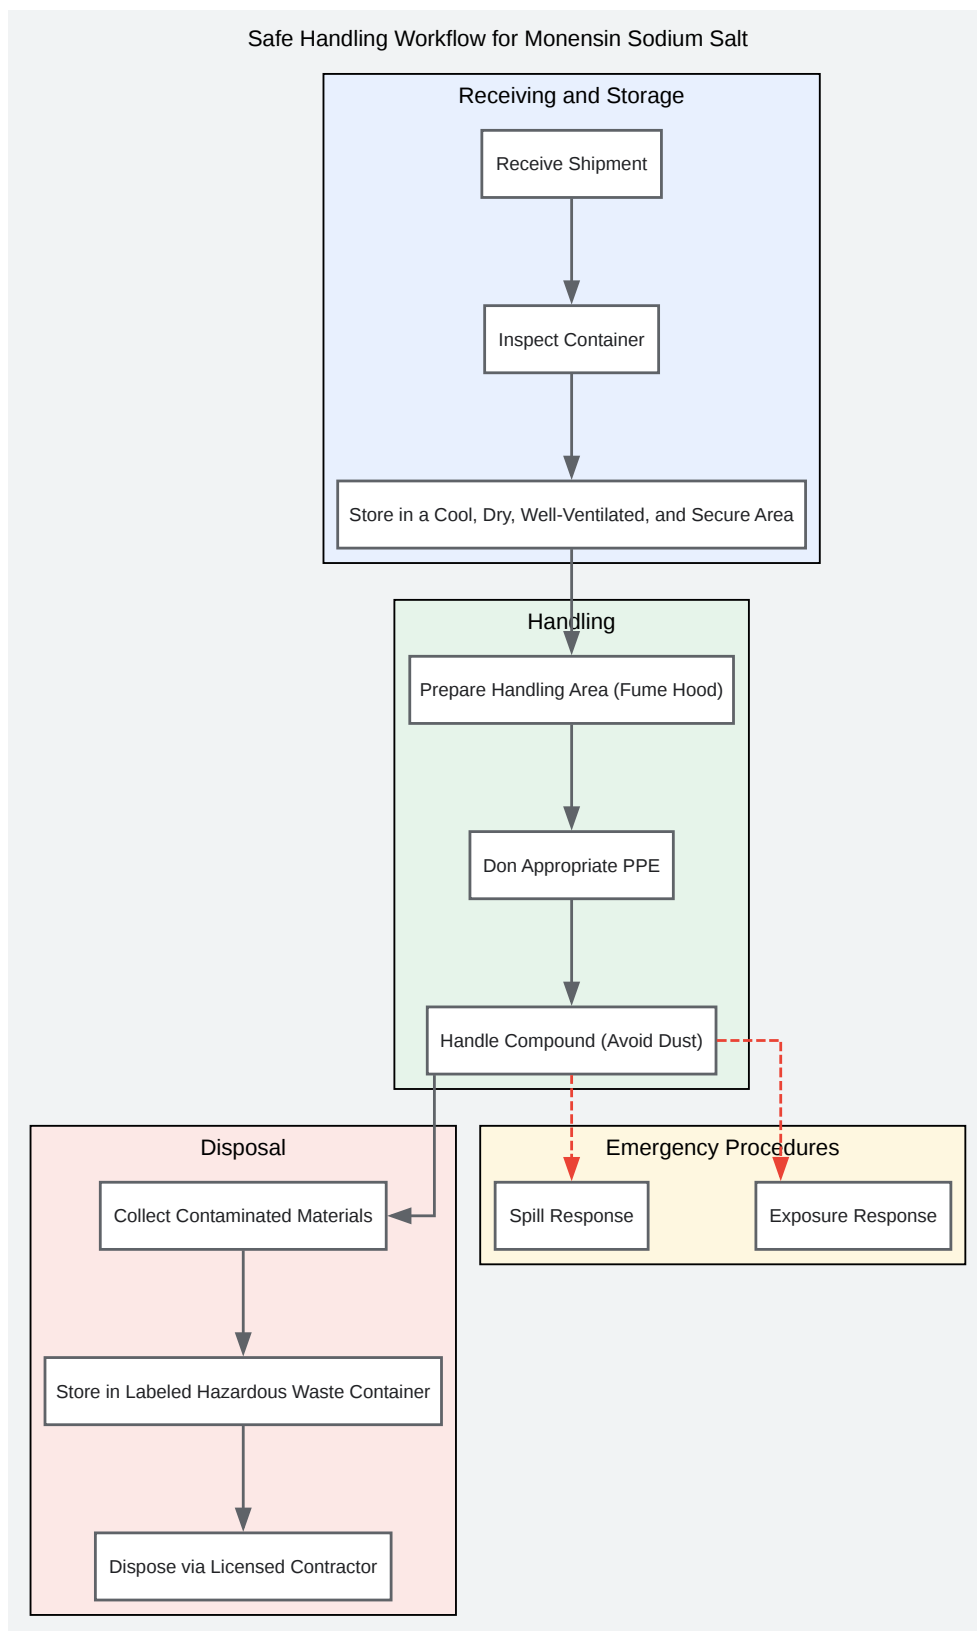 Safe Handling Workflow for Monensin Sodium Salt
Receiving and Storage
Receive Shipment
Inspect Container
Store in a Cool, Dry, Well-Ventilated, and Secure Area
Handling
Prepare Handling Area (Fume Hood)
Don Appropriate PPE
Handle Compound (Avoid Dust)
Disposal
Collect Contaminated Materials
Store in Labeled Hazardous Waste Container
Dispose via Licensed Contractor
Emergency Procedures
Spill Response
Exposure Response